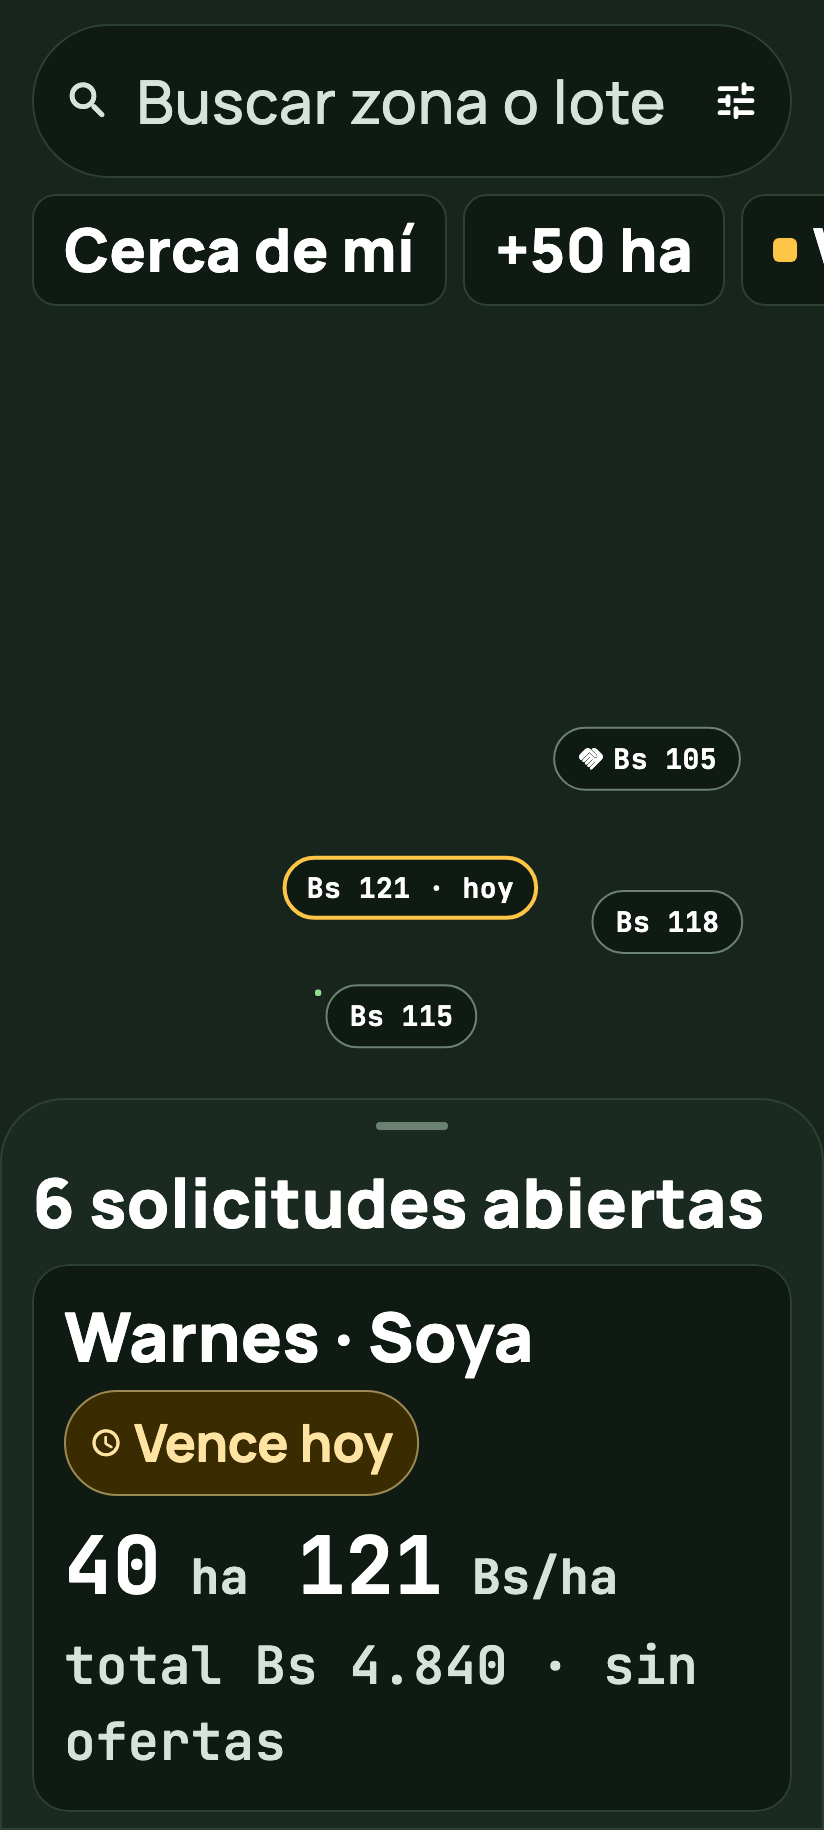 Buscar zona o lote
Cerca de mí
+50 ha
Bs 105
Bs 121 · hoy
Bs 118
Bs 115
6 solicitudes abiertas
Warnes · Soya
Vence hoy
40 ha 121 Bs/ha
total Bs 4.840 · sin
ofertas